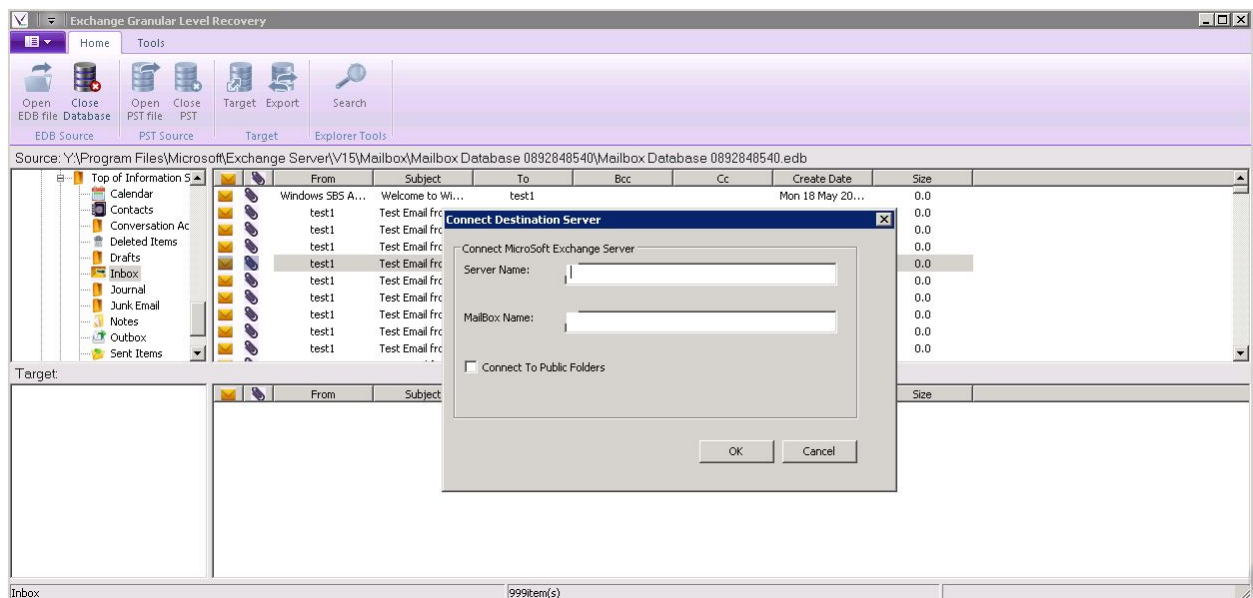 Exchange Granular Level Recovery
Home Tools
Open EDB file Close Database Open PST file Close PST Target Export Search
EDB Source PST Source Target Explorer Tools
Source: Y:\Program Files\Microsoft\Exchange Server\V15\Mailbox\Mailbox Database 0892848540\Mailbox Database 0892848540.edb
Top of Information S
Calendar
Contacts
Conversation Ac
Deleted Items
Drafts
Inbox
Journal
Junk Email
Notes
Outbox
Sent Items
From Subject To Bcc Cc Create Date Size
Windows SBS A... Welcome to Wi... test1 Mon 18 May 20... 0.0
test1 Test Email fro 0.0
test1 Test Email fro 0.0
test1 Test Email fro 0.0
test1 Test Email fro 0.0
test1 Test Email fro 0.0
test1 Test Email fro 0.0
test1 Test Email fro 0.0
test1 Test Email fro 0.0
test1 Test Email fro 0.0
Connect Destination Server
Connect MicroSoft Exchange Server
Server Name:
MailBox Name:
Connect To Public Folders
OK Cancel
Target:
From Subject Size
Inbox 999item(s)